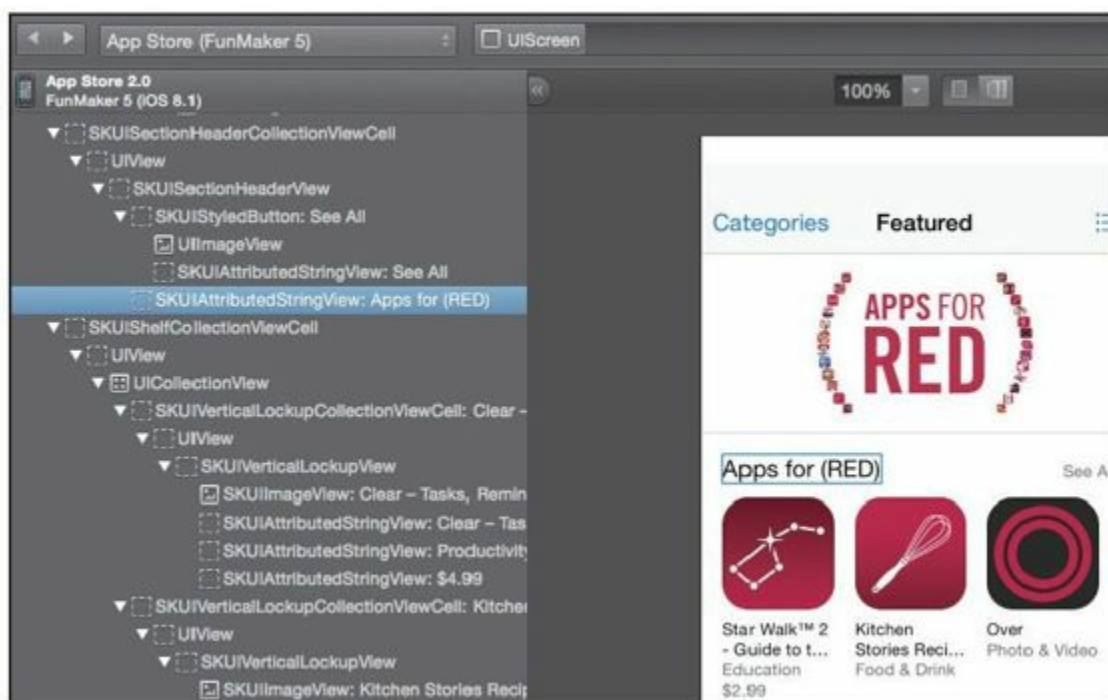 App Store (FunMaker 5)
UIScreen
App Store 2.0
FunMaker 5 (iOS 8.1)
100%
SKUISectionHeaderCollectionViewCell
UIView
SKUISectionHeaderView
SKUIStyledButton: See All
UIImageView
SKUIAttributedStringView: See All
SKUIAttributedStringView: Apps for (RED)
SKUIShelfCollectionViewCell
UIView
UICollectionView
SKUIVerticalLockupCollectionViewCell: Clear –
UIView
SKUIVerticalLockupView
SKUIImageView: Clear – Tasks, Remin
SKUIAttributedStringView: Clear – Tas
SKUIAttributedStringView: Productivity
SKUIAttributedStringView: $4.99
SKUIVerticalLockupCollectionViewCell: Kitche
UIView
SKUIVerticalLockupView
SKUIImageView: Kitchen Stories Recip
Categories
Featured
APPS FOR
RED
Apps for (RED)
See A
Star Walk™ 2
- Guide to t...
Education
$2.99
Kitchen
Stories Reci...
Food & Drink
Over
Photo & Video